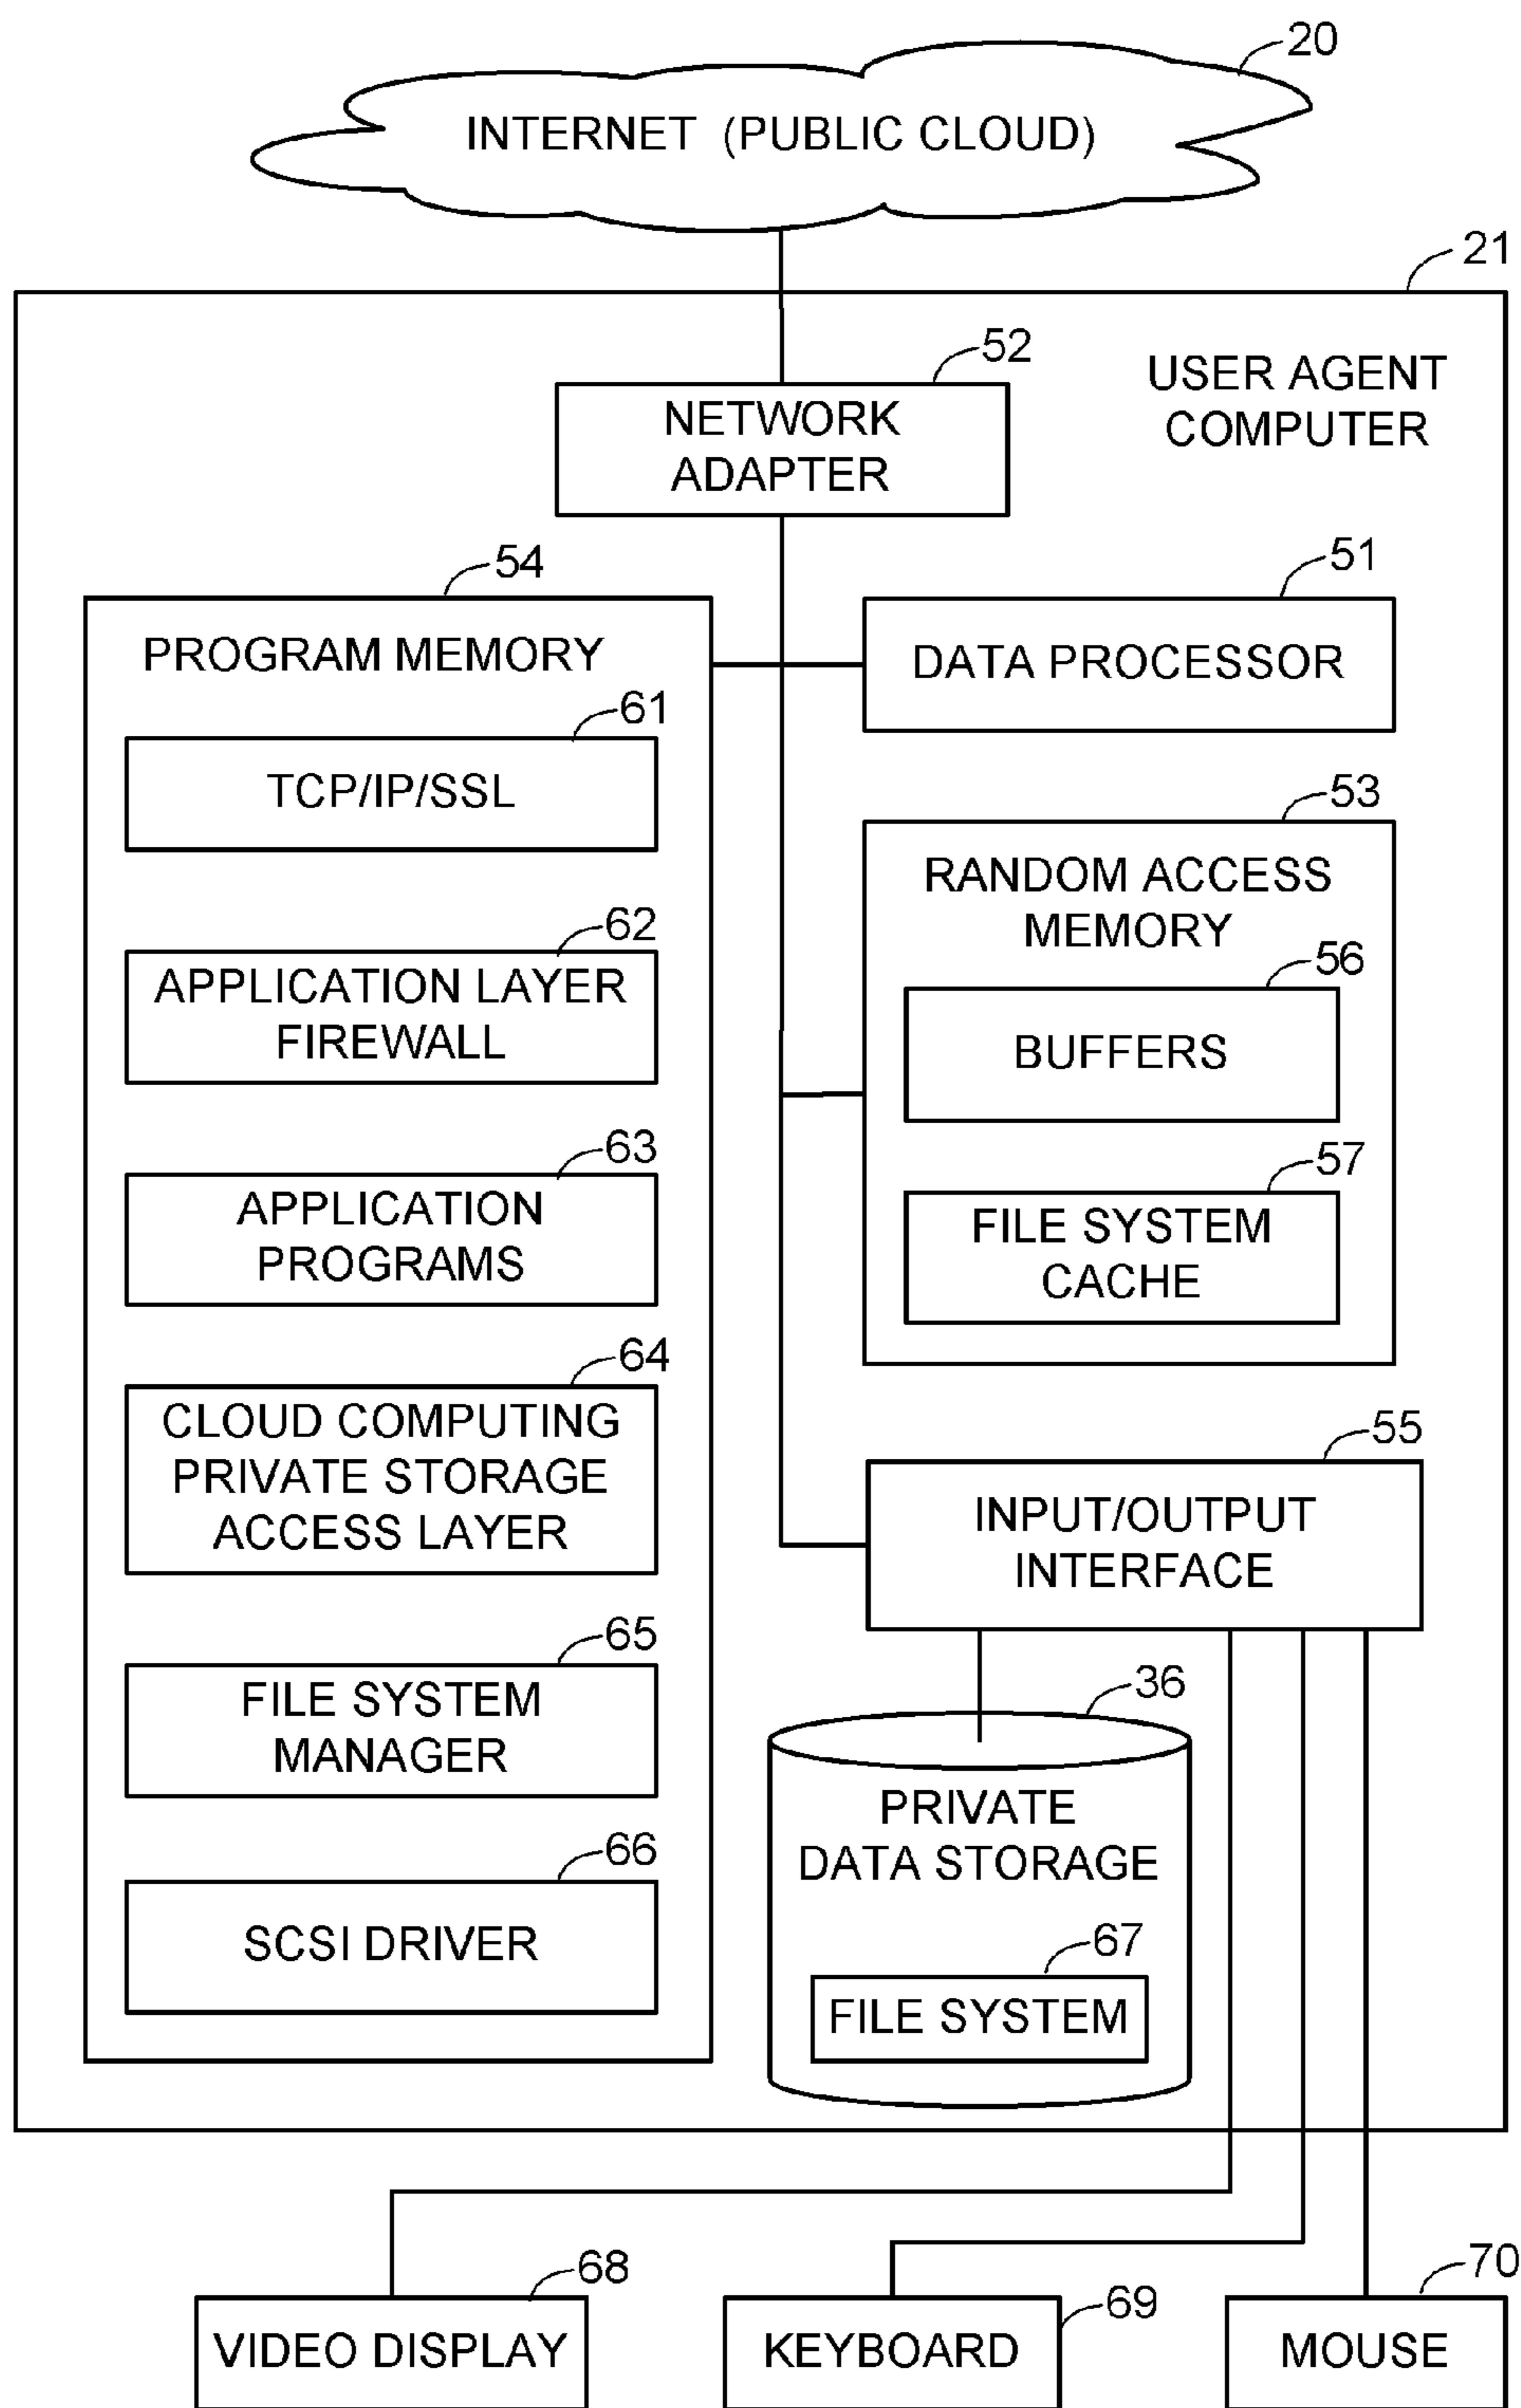 20
INTERNET (PUBLIC CLOUD)
21
USER AGENT
COMPUTER
52
NETWORK
ADAPTER
54
PROGRAM MEMORY
61
TCP/IP/SSL
62
APPLICATION LAYER
FIREWALL
63
APPLICATION
PROGRAMS
64
CLOUD COMPUTING
PRIVATE STORAGE
ACCESS LAYER
65
FILE SYSTEM
MANAGER
66
SCSI DRIVER
51
DATA PROCESSOR
53
RANDOM ACCESS
MEMORY
56
BUFFERS
57
FILE SYSTEM
CACHE
55
INPUT/OUTPUT
INTERFACE
36
PRIVATE
DATA STORAGE
67
FILE SYSTEM
68
VIDEO DISPLAY
69
KEYBOARD
70
MOUSE